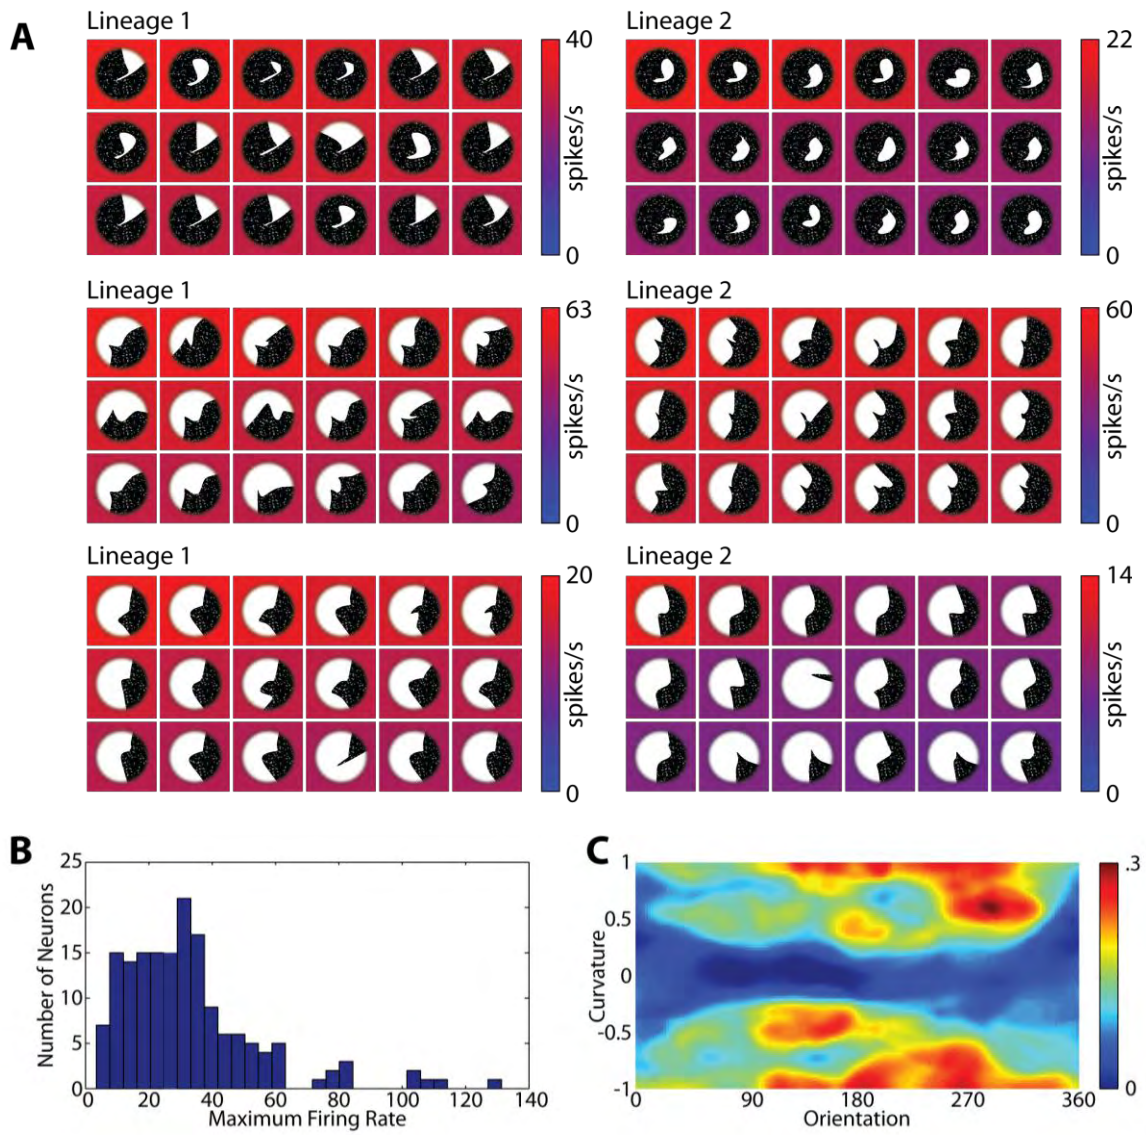 A
Lineage 1
Lineage 2
40
spikes/s
0
22
spikes/s
0
Lineage 1
Lineage 2
63
spikes/s
0
60
spikes/s
0
Lineage 1
Lineage 2
20
spikes/s
0
14
spikes/s
0
B
25
20
15
10
5
0
Number of Neurons
0 20 40 60 80 100 120 140
Maximum Firing Rate
C
1
0.5
0
-0.5
-1
Curvature
0 90 180 270 360
Orientation
.3
0